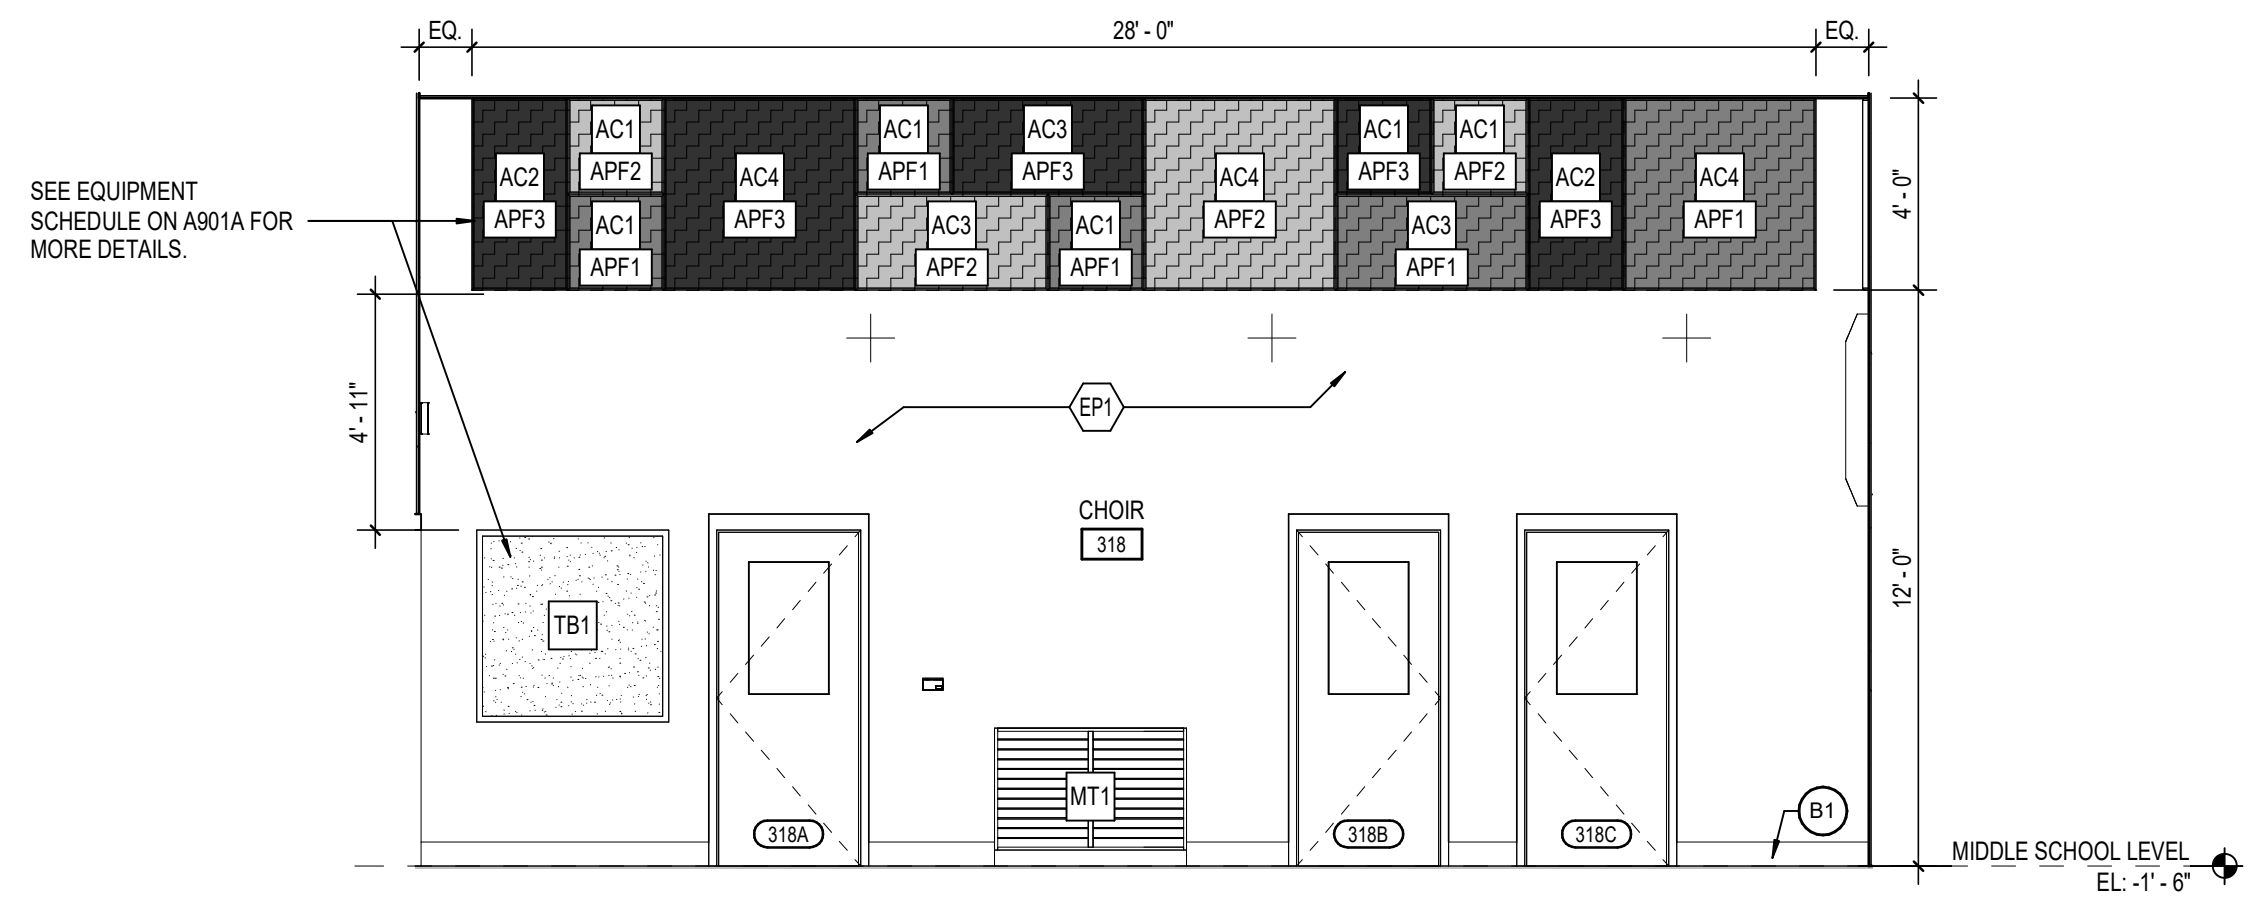 EQ.
28' - 0"
EQ.
AC2
APF3
AC1
APF2
AC1
APF1
AC4
APF3
AC1
APF1
AC3
APF3
AC3
APF2
AC1
APF1
AC4
APF2
AC1
APF3
AC1
APF2
AC3
APF1
AC2
APF3
AC4
APF1
4' - 0"
SEE EQUIPMENT
SCHEDULE ON A901A FOR
MORE DETAILS.
4' - 11"
EP1
CHOIR
318
12' - 0"
TB1
MT1
318A
318B
318C
B1
MIDDLE SCHOOL LEVEL
EL: -1' - 6"